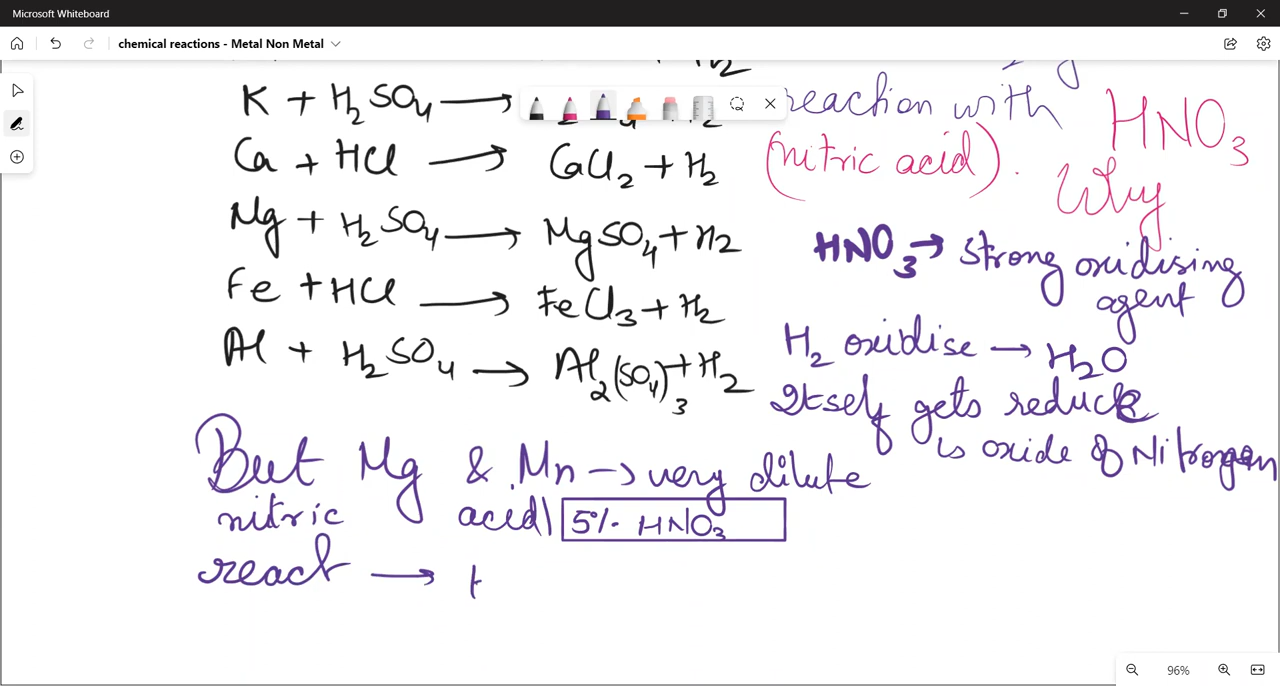 Microsoft Whiteboard
chemical reactions - Metal Non Metal
K + H2SO4 →
Ca + HCl → CaCl2 + H2
Mg + H2SO4 → MgSO4 + H2
Fe + HCl → FeCl3 + H2
Al + H2SO4 → Al2(SO4)3 + H2
reaction with
(nitric acid).
HNO3
Why
HNO3 → Strong oxidising
agent
H2 oxidise → H2O
Itself gets reduce
is oxide of Nitrogen
But Mg & Mn → very dilute
nitric acid) 5% HNO3
react →
96%